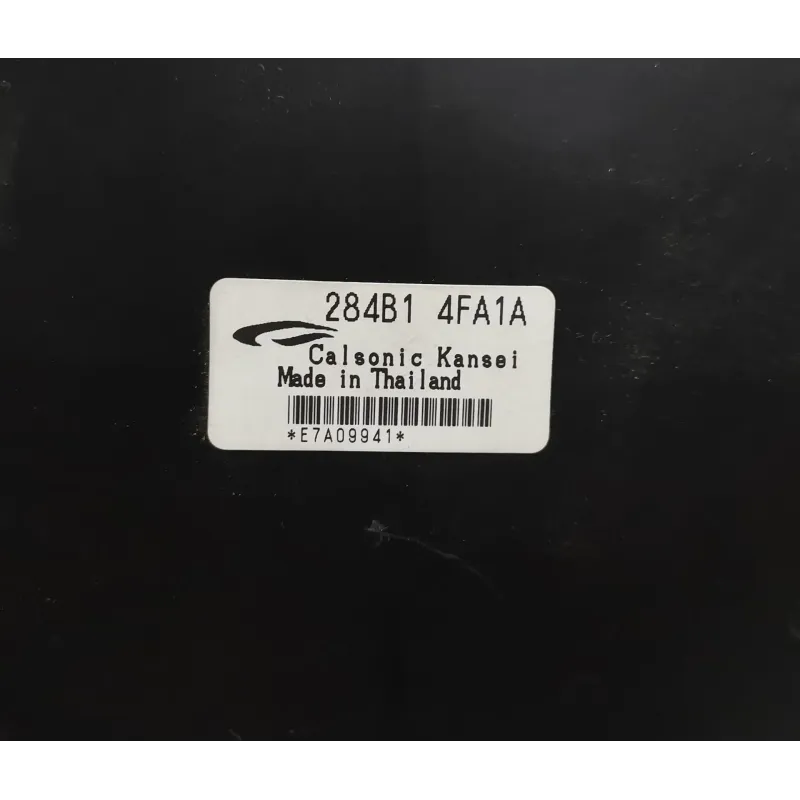 284B1 4FA1A
Calsonic Kansei
Made in Thailand
*E7A09941*